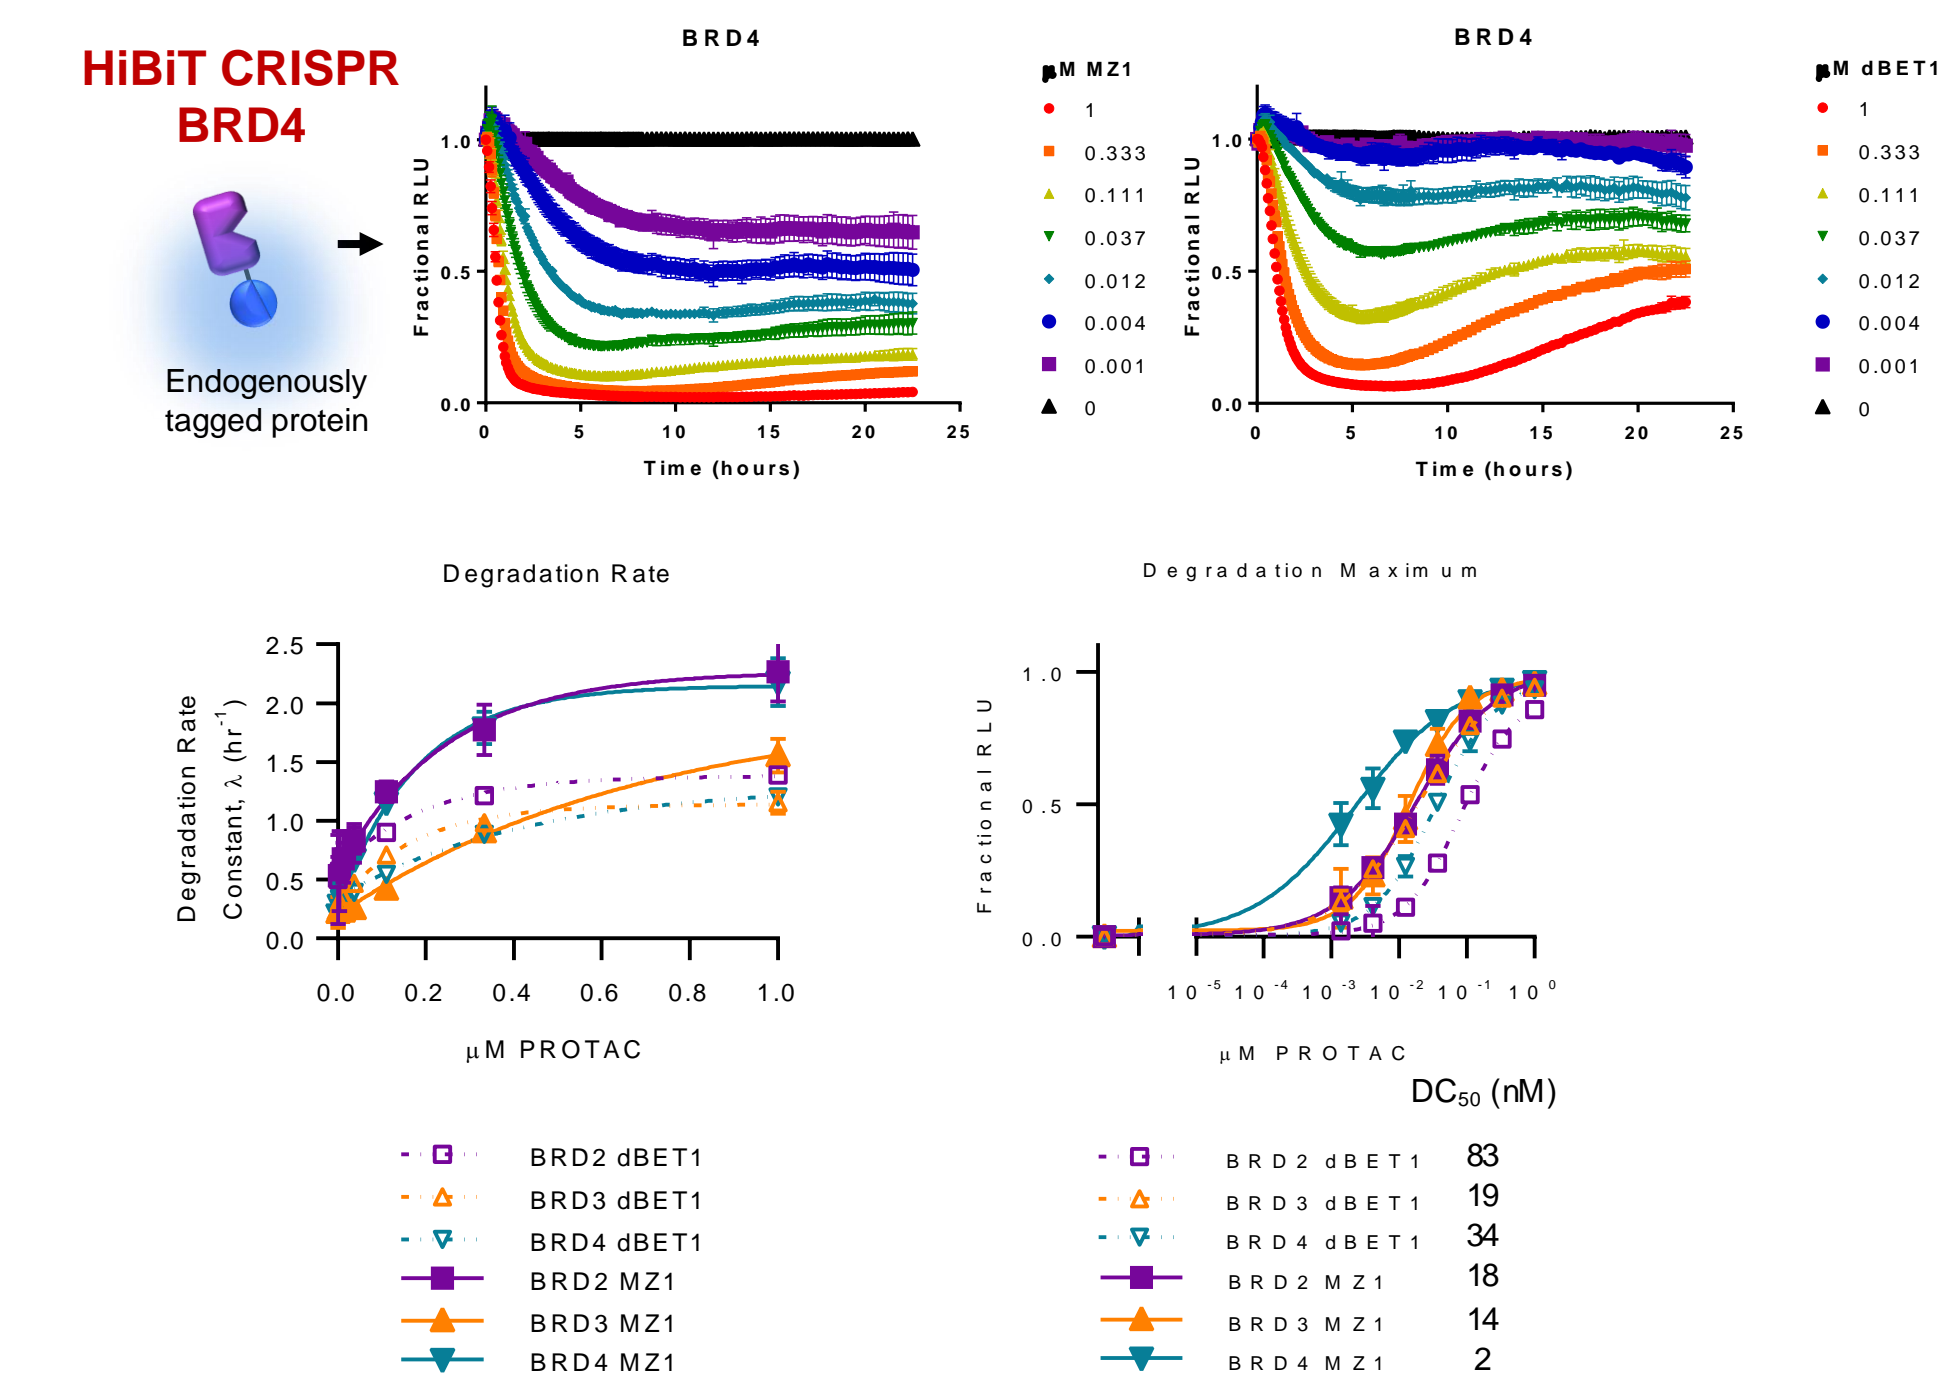 HiBiT CRISPR
BRD4
Endogenously
tagged protein
BRD4
Fractional RLU
1.0
0.5
0.0
0 5 10 15 20 25
Time (hours)
μM MZ1
1
0.333
0.111
0.037
0.012
0.004
0.001
0
BRD4
Fractional RLU
1.0
0.5
0.0
0 5 10 15 20 25
Time (hours)
μM dBET1
1
0.333
0.111
0.037
0.012
0.004
0.001
0
Degradation Rate
Degradation Rate
Constant, λ (hr⁻¹)
2.5
2.0
1.5
1.0
0.5
0.0
0.0 0.2 0.4 0.6 0.8 1.0
μM PROTAC
BRD2 dBET1
BRD3 dBET1
BRD4 dBET1
BRD2 MZ1
BRD3 MZ1
BRD4 MZ1
Degradation Maximum
Fractional RLU
1.0
0.5
0.0
10⁻⁵ 10⁻⁴ 10⁻³ 10⁻² 10⁻¹ 10⁰
μM PROTAC
DC₅₀ (nM)
BRD2 dBET1 83
BRD3 dBET1 19
BRD4 dBET1 34
BRD2 MZ1 18
BRD3 MZ1 14
BRD4 MZ1 2